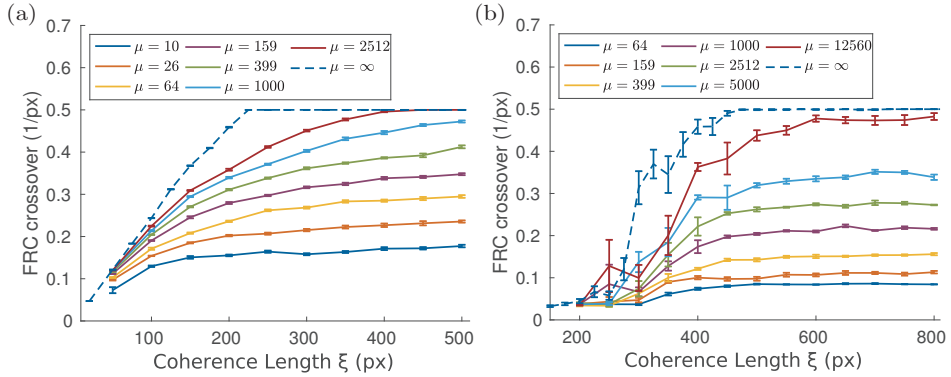 (a)
FRC crossover (1/px)
0.7
0.6
0.5
0.4
0.3
0.2
0.1
0
μ = 10
μ = 159
μ = 2512
μ = 26
μ = 399
μ = ∞
μ = 64
μ = 1000
100
200
300
400
500
Coherence Length ξ (px)
(b)
FRC crossover (1/px)
0.7
0.6
0.5
0.4
0.3
0.2
0.1
0
μ = 64
μ = 1000
μ = 12560
μ = 159
μ = 2512
μ = ∞
μ = 399
μ = 5000
200
400
600
800
Coherence Length ξ (px)